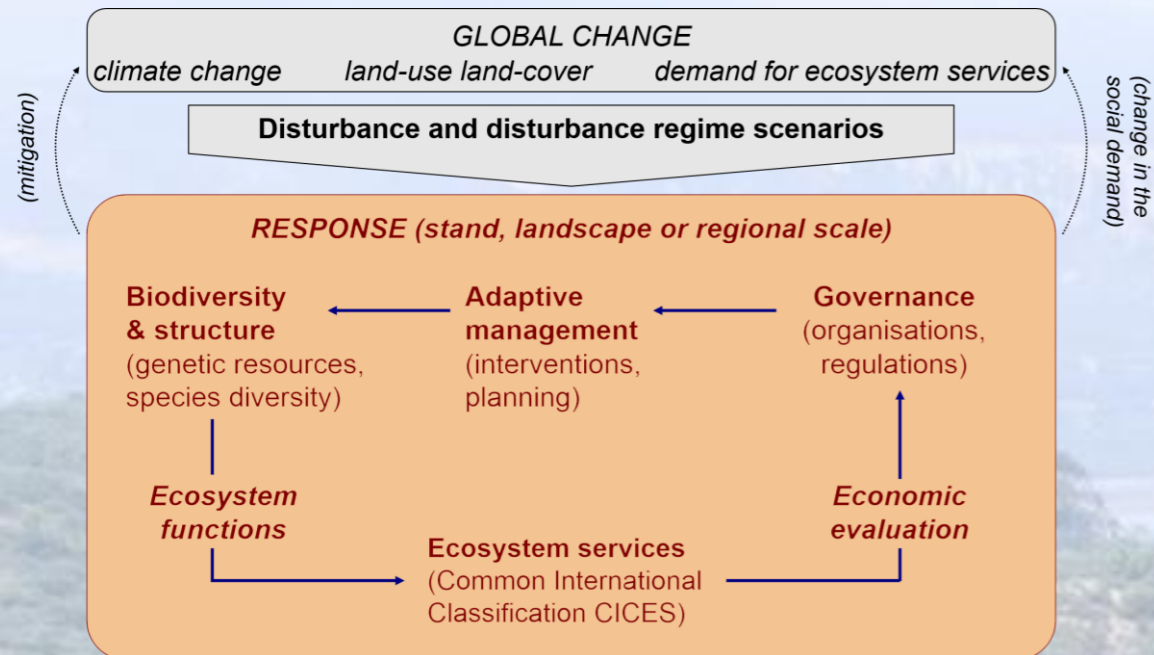 GLOBAL CHANGE
climate change land-use land-cover demand for ecosystem services
(mitigation)
(change in the
social demand)
Disturbance and disturbance regime scenarios
RESPONSE (stand, landscape or regional scale)
Biodiversity
& structure
(genetic resources,
species diversity)
Adaptive
management
(interventions,
planning)
Governance
(organisations,
regulations)
Ecosystem
functions
Economic
evaluation
Ecosystem services
(Common International
Classification CICES)